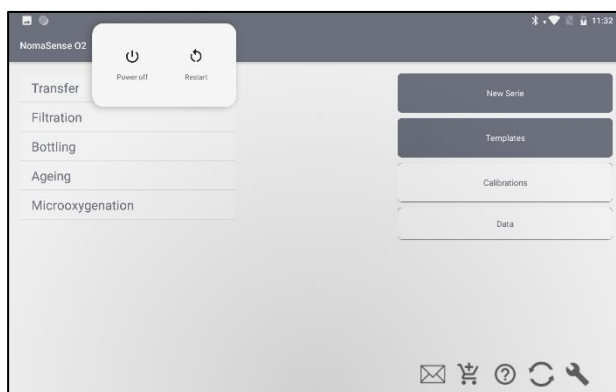 11:32
NomaSense O2
Power off
Restart
Transfer
Filtration
Bottling
Ageing
Microoxygenation
New Serie
Templates
Calibrations
Data